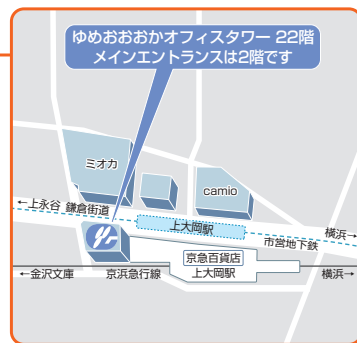 ゆめおおおかオフィスタワー 22階
メインエントランスは2階です
ミオカ
camio
←上永谷 鎌倉街道
上大岡駅
横浜→
市営地下鉄
京急百貨店
上大岡駅
←金沢文庫 京浜急行線
横浜→